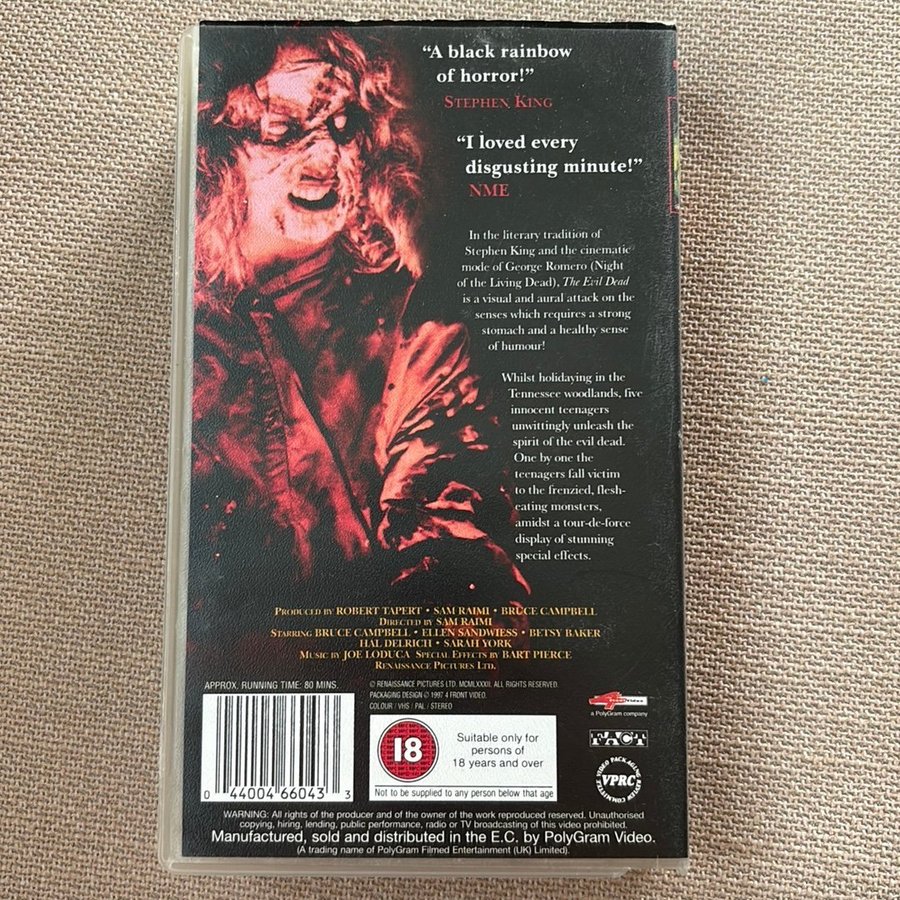 “A black rainbow
of horror!”
STEPHEN KING
“I loved every
disgusting minute!”
NME
In the literary tradition of
Stephen King and the cinematic
mode of George Romero (Night
of the Living Dead), The Evil Dead
is a visual and aural attack on the
senses which requires a strong
stomach and a healthy sense
of humour!
Whilst holidaying in the
Tennessee woodlands, five
innocent teenagers
unwittingly unleash the
spirit of the evil dead.
One by one the
teenagers fall victim
to the frenzied, flesh-
eating monsters,
amidst a tour-de-force
display of stunning
special effects.
PRODUCED BY ROBERT TAPERT • SAM RAIMI • BRUCE CAMPBELL
DIRECTED BY SAM RAIMI
STARRING BRUCE CAMPBELL • ELLEN SANDWIESS • BETSY BAKER
HAL DELRICH • SARAH YORK
MUSIC BY JOE LODUCA SPECIAL EFFECTS BY BART PIERCE
RENAISSANCE PICTURES LTD.
APPROX. RUNNING TIME: 80 MINS.
© RENAISSANCE PICTURES LTD. MCMLXXXII. ALL RIGHTS RESERVED.
PACKAGING DESIGN © 1997 4 FRONT VIDEO.
COLOUR / VHS / PAL / STEREO
0 44004 66043 3
18
Suitable only for
persons of
18 years and over
Not to be supplied to any person below that age
4
a PolyGram company
FACT
VIDEO PACKAGING
VPRC
REVIEW COMMITTEE
WARNING: All rights of the producer and of the owner of the work reproduced reserved. Unauthorised
copying, hiring, lending, public performance, radio or TV broadcasting of this video prohibited.
Manufactured, sold and distributed in the E.C. by PolyGram Video.
(A trading name of PolyGram Filmed Entertainment (UK) Limited).